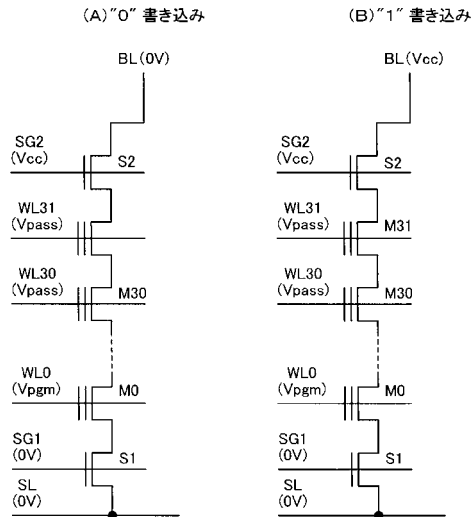 (A)"0" 書き込み
BL(0V)
SG2
(Vcc)
S2
WL31
(Vpass)
WL30
(Vpass)
M30
WL0
(Vpgm)
M0
SG1
(0V)
S1
SL
(0V)
(B)"1" 書き込み
BL(Vcc)
SG2
(Vcc)
S2
WL31
(Vpass)
M31
WL30
(Vpass)
M30
WL0
(Vpgm)
M0
SG1
(0V)
S1
SL
(0V)